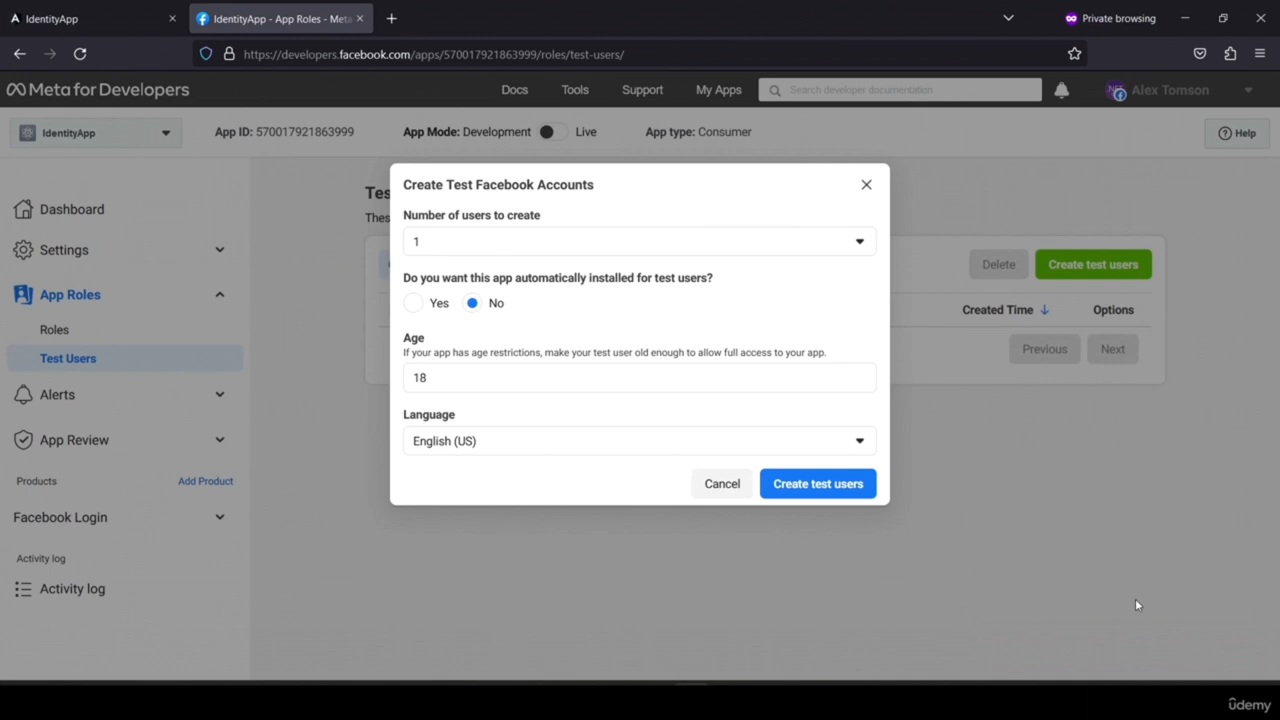 IdentityApp
IdentityApp - App Roles - Meta
Private browsing
https://developers.facebook.com/apps/570017921863999/roles/test-users/
Meta for Developers
Docs
Tools
Support
My Apps
Search developer documentation
Alex Tomson
IdentityApp
App ID: 570017921863999
App Mode: Development
Live
App type: Consumer
Help
Dashboard
Settings
App Roles
Roles
Test Users
Alerts
App Review
Products
Add Product
Facebook Login
Activity log
Activity log
Tes
Thes
Delete
Create test users
Created Time
Options
Previous
Next
Create Test Facebook Accounts
Number of users to create
1
Do you want this app automatically installed for test users?
Yes
No
Age
If your app has age restrictions, make your test user old enough to allow full access to your app.
18
Language
English (US)
Cancel
Create test users
ûdemy